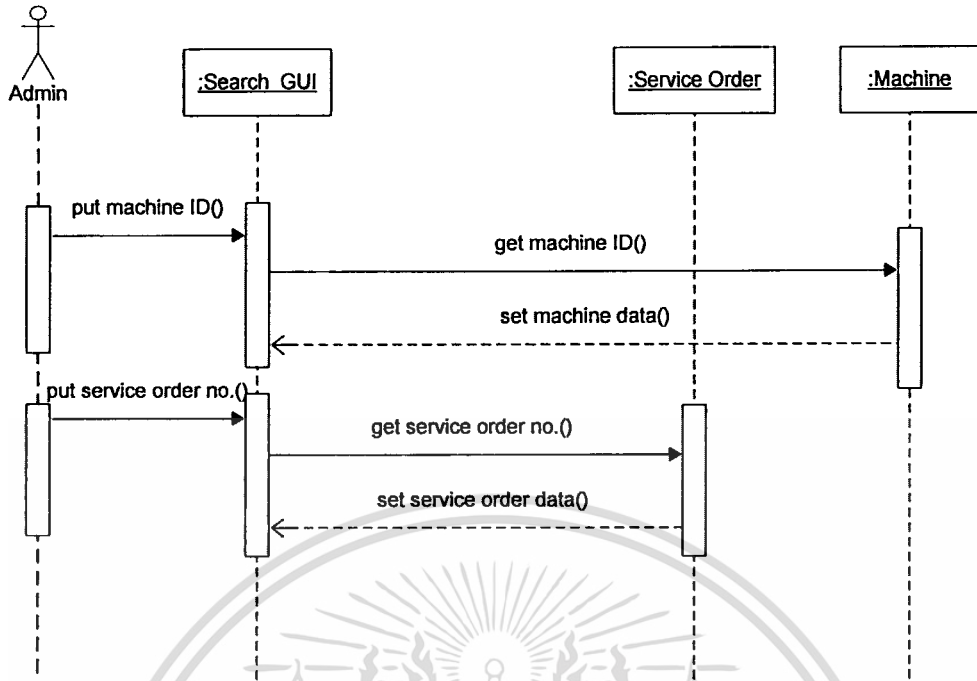 Admin
:Search_GUI
:Service Order
:Machine
put machine ID()
get machine ID()
set machine data()
put service order no.()
get service order no.()
set service order data()